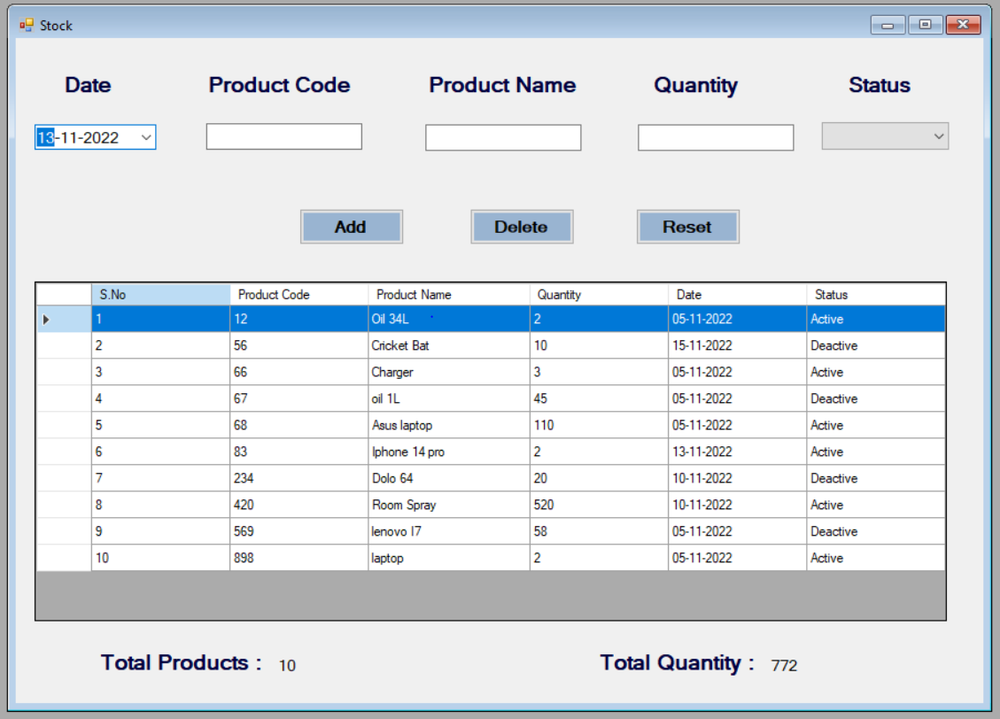 Stock
Date Product Code Product Name Quantity Status
13-11-2022
Add Delete Reset
S.No Product Code Product Name Quantity Date Status
1 12 Oil 34L 2 05-11-2022 Active
2 56 Cricket Bat 10 15-11-2022 Deactive
3 66 Charger 3 05-11-2022 Active
4 67 oil 1L 45 05-11-2022 Deactive
5 68 Asus laptop 110 05-11-2022 Active
6 83 Iphone 14 pro 2 13-11-2022 Active
7 234 Dolo 64 20 10-11-2022 Deactive
8 420 Room Spray 520 10-11-2022 Active
9 569 lenovo I7 58 05-11-2022 Deactive
10 898 laptop 2 05-11-2022 Active
Total Products : 10 Total Quantity : 772